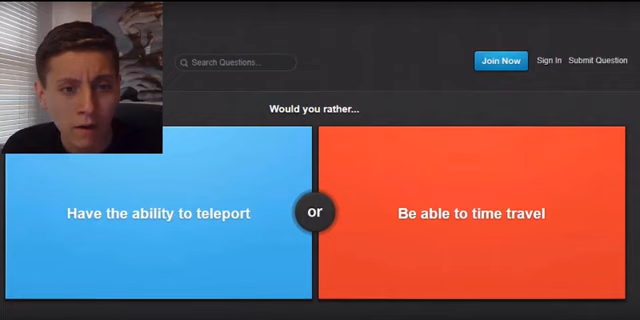 Search Questions...
Join Now
Sign In
Submit Question
Would you rather...
Have the ability to teleport
or
Be able to time travel